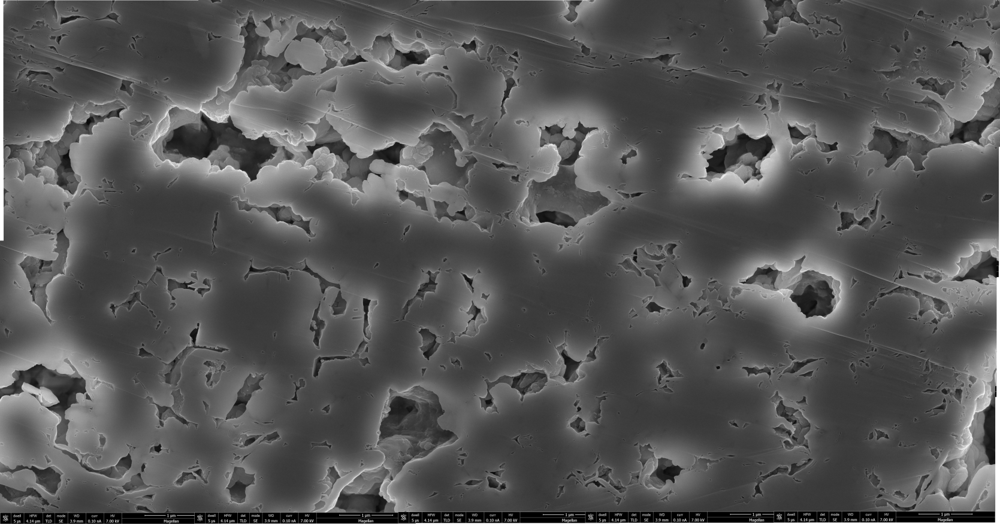 dwell HFW det mode WD curr HV 1 µm
5 µs 4.14 µm TLD SE 3.9 mm 0.10 nA 7.00 kV Magellan
dwell HFW det mode WD curr HV 1 µm
5 µs 4.14 µm TLD SE 3.9 mm 0.10 nA 7.00 kV Magellan
dwell HFW det mode WD curr HV 1 µm
5 µs 4.14 µm TLD SE 3.9 mm 0.10 nA 7.00 kV Magellan
dwell HFW det mode WD curr HV 1 µm
5 µs 4.14 µm TLD SE 3.9 mm 0.10 nA 7.00 kV Magellan
dwell HFW det mode WD curr HV 1 µm
5 µs 4.14 µm TLD SE 3.9 mm 0.10 nA 7.00 kV Magellan